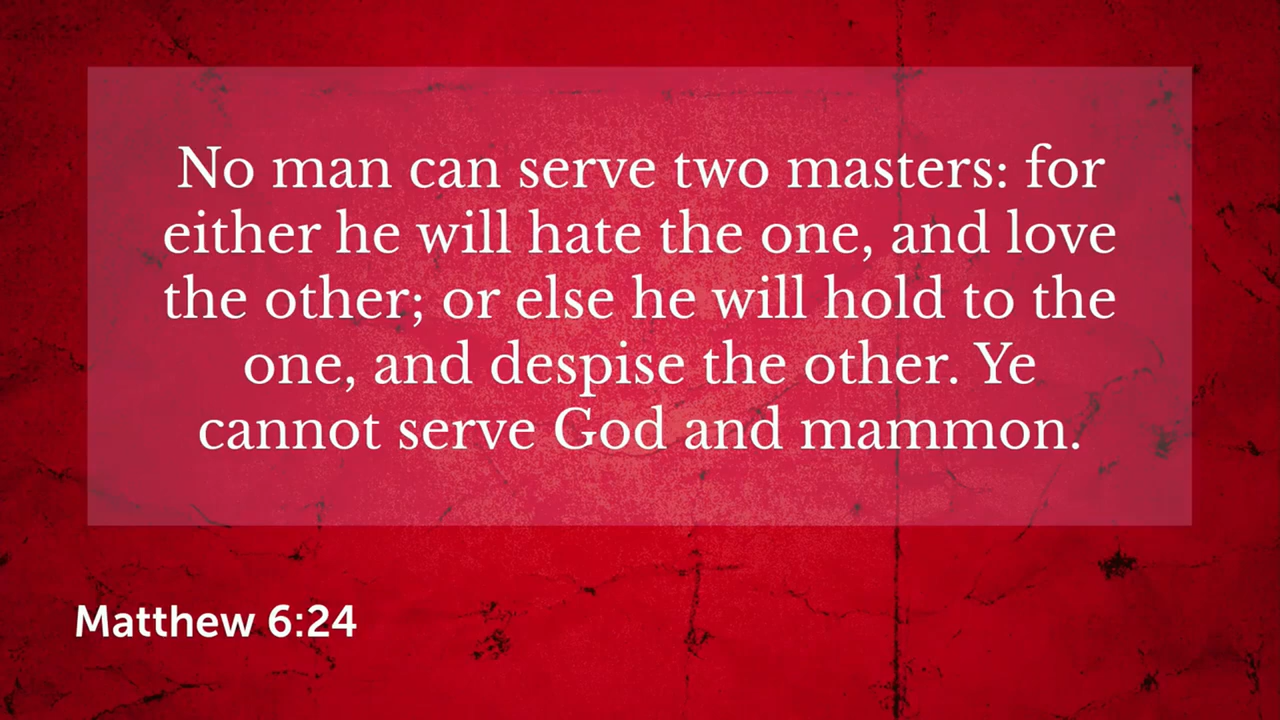 No man can serve two masters: for
either he will hate the one, and love
the other; or else he will hold to the
one, and despise the other. Ye
cannot serve God and mammon.
Matthew 6:24